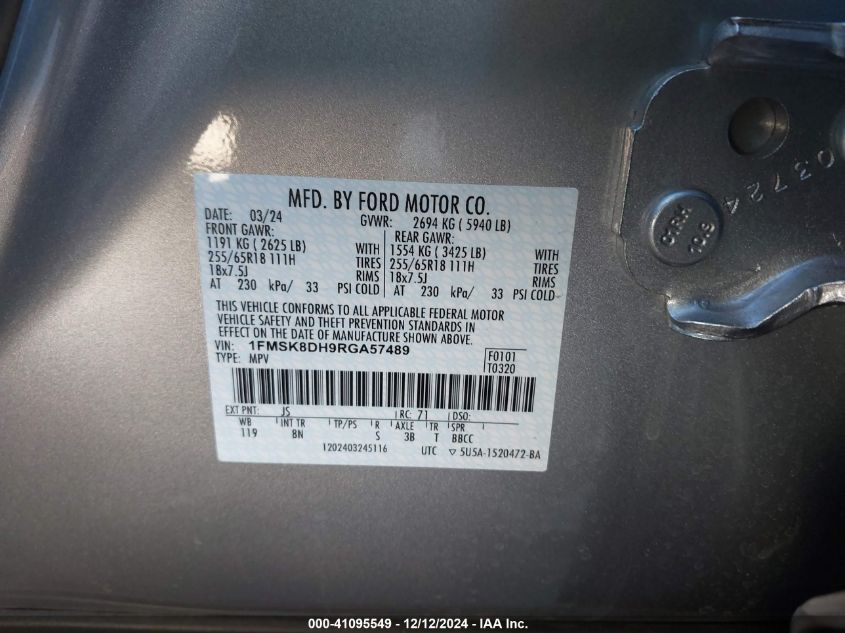 MFD. BY FORD MOTOR CO.
DATE: 03/24 GVWR: 2694 KG ( 5940 LB)
FRONT GAWR: REAR GAWR:
1191 KG ( 2625 LB) WITH 1554 KG ( 3425 LB) WITH
255/65R18 111H TIRES 255/65R18 111H TIRES
18x7.5J RIMS 18x7.5J RIMS
AT 230 kPa/ 33 PSI COLD AT 230 kPa/ 33 PSI COLD
THIS VEHICLE CONFORMS TO ALL APPLICABLE FEDERAL MOTOR
VEHICLE SAFETY AND THEFT PREVENTION STANDARDS IN
EFFECT ON THE DATE OF MANUFACTURE SHOWN ABOVE.
VIN: 1FMSK8DH9RGA57489 F0101
TYPE: MPV T0320
EXT PNT: JS RC: 71 DSO:
WB INT TR TP/PS R AXLE TR SPR
119 8N S 3B T BBCC
1202403245116 UTC ▽ 5U5A-1520472-BA
03724
000-41095549 - 12/12/2024 - IAA Inc.